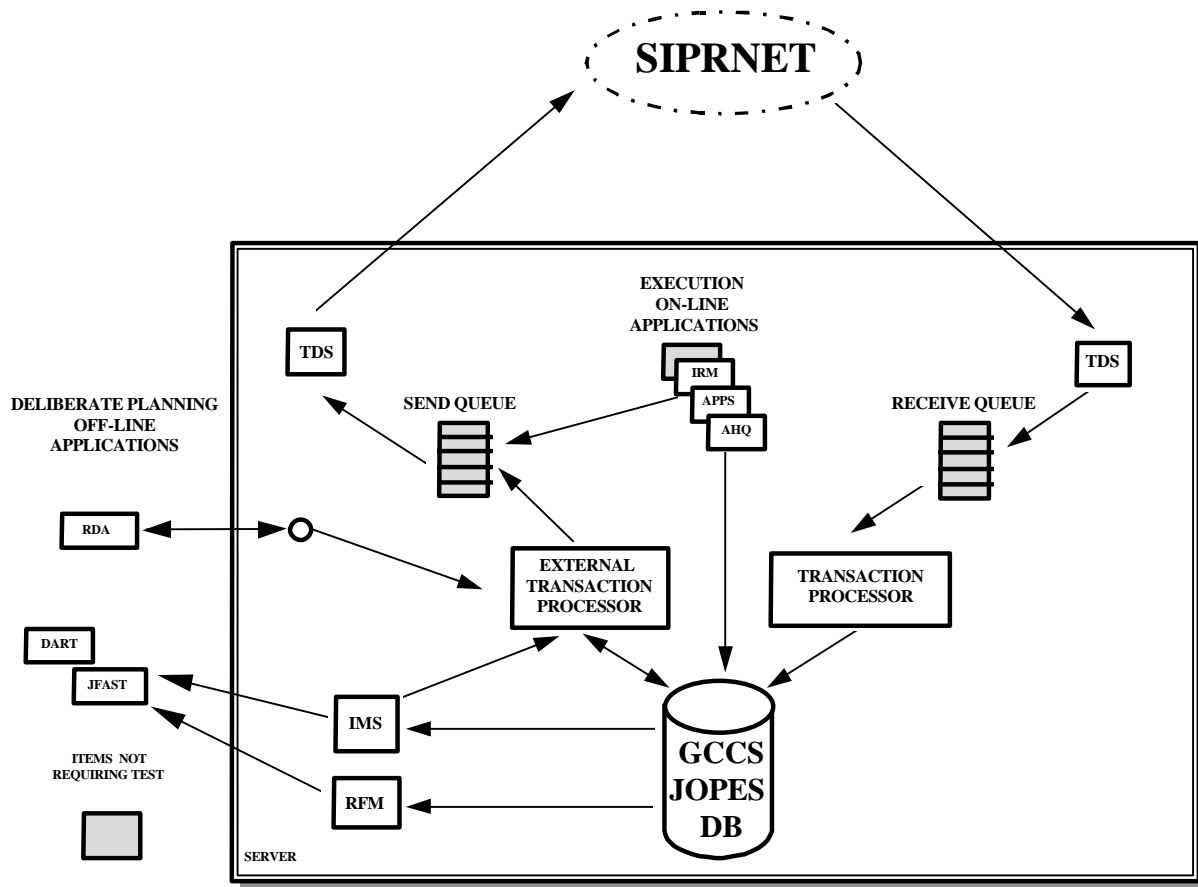 SIPRNET
EXECUTION
ON-LINE
APPLICATIONS
TDS
TDS
IRM
APPS
AHQ
DELIBERATE PLANNING
OFF-LINE
APPLICATIONS
SEND QUEUE
RECEIVE QUEUE
RDA
EXTERNAL
TRANSACTION
PROCESSOR
TRANSACTION
PROCESSOR
DART
JFAST
IMS
GCCS
JOPES
DB
ITEMS NOT
REQUIRING TEST
RFM
SERVER